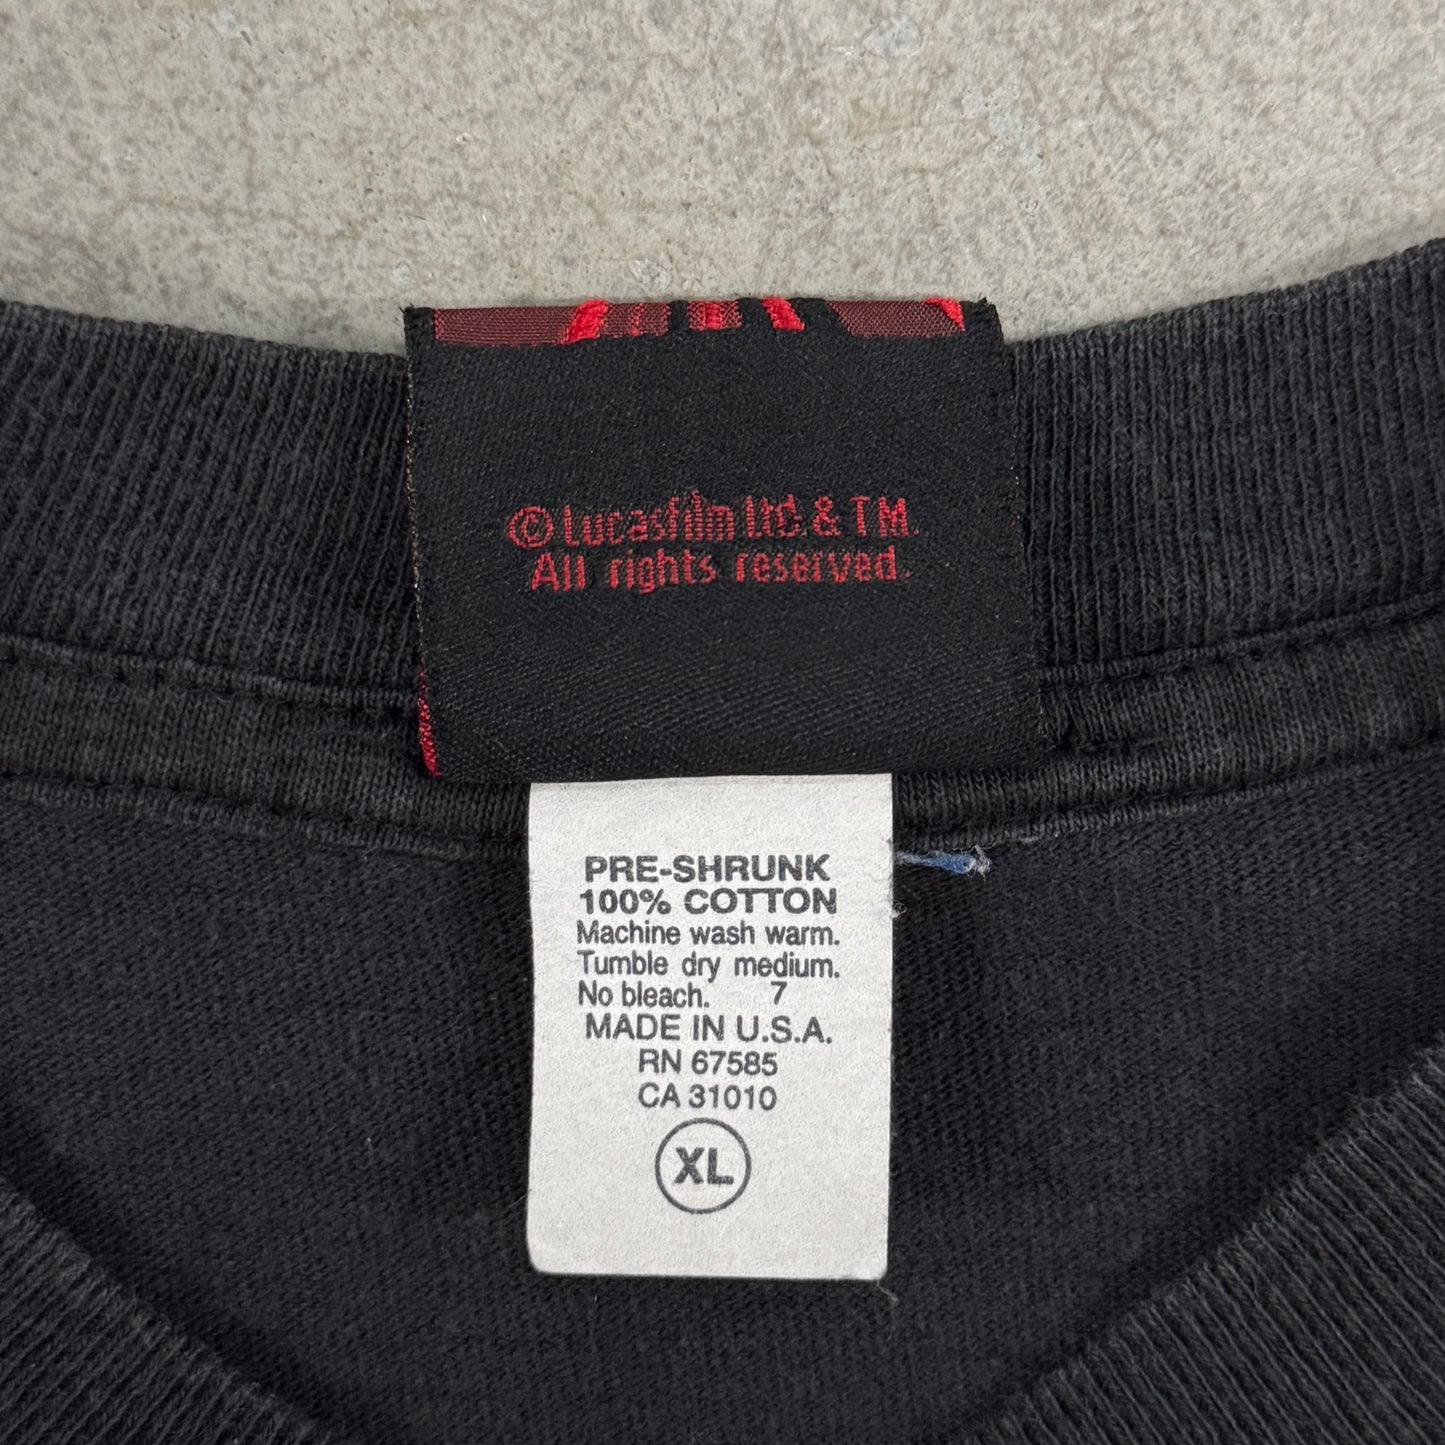 © Lucasfilm Ltd. & TM.
All rights reserved.
PRE-SHRUNK
100% COTTON
Machine wash warm.
Tumble dry medium.
No bleach. 7
MADE IN U.S.A.
RN 67585
CA 31010
XL